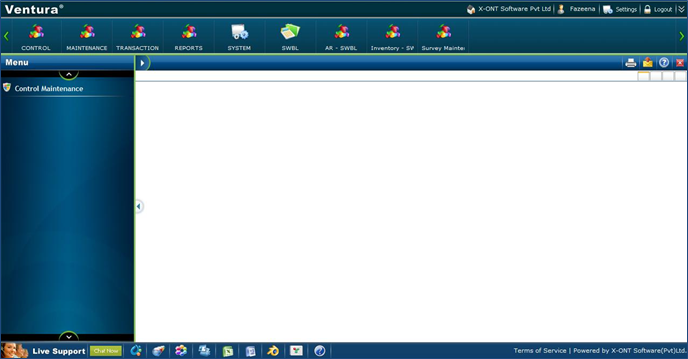 Ventura®
X-ONT Software Pvt Ltd | Fazeena | Settings | Logout
CONTROL MAINTENANCE TRANSACTION REPORTS SYSTEM SWBL AR - SWBL Inventory - SW Survey Mainte
Menu
Control Maintenance
Live Support Chat Now
Terms of Service | Powered by X-ONT Software(Pvt)Ltd.